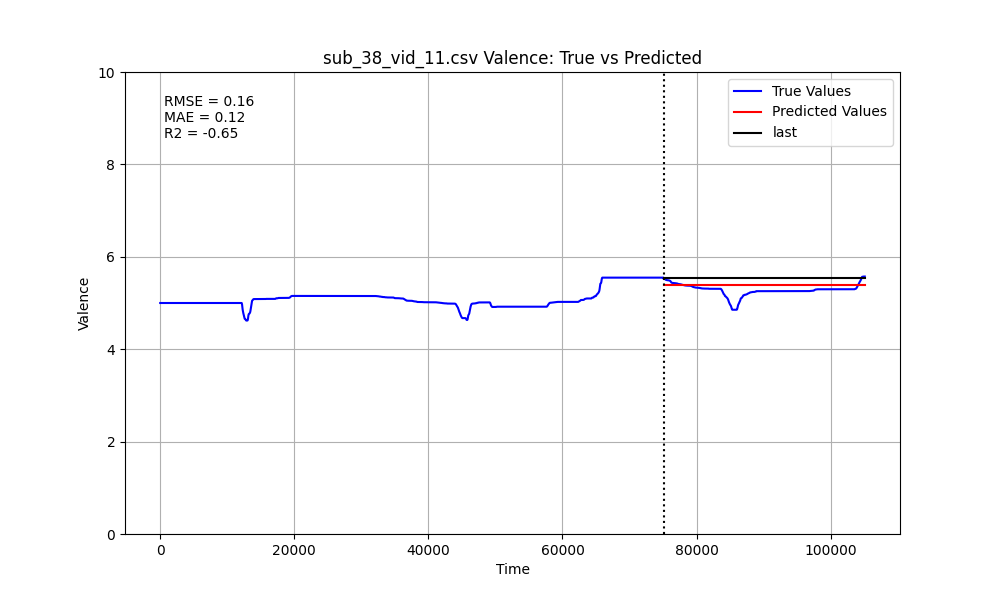 sub_38_vid_11.csv Valence: True vs Predicted
RMSE = 0.16
MAE = 0.12
R2 = -0.65
True Values
Predicted Values
last
Valence
10
8
6
4
2
0
0 20000 40000 60000 80000 100000
Time